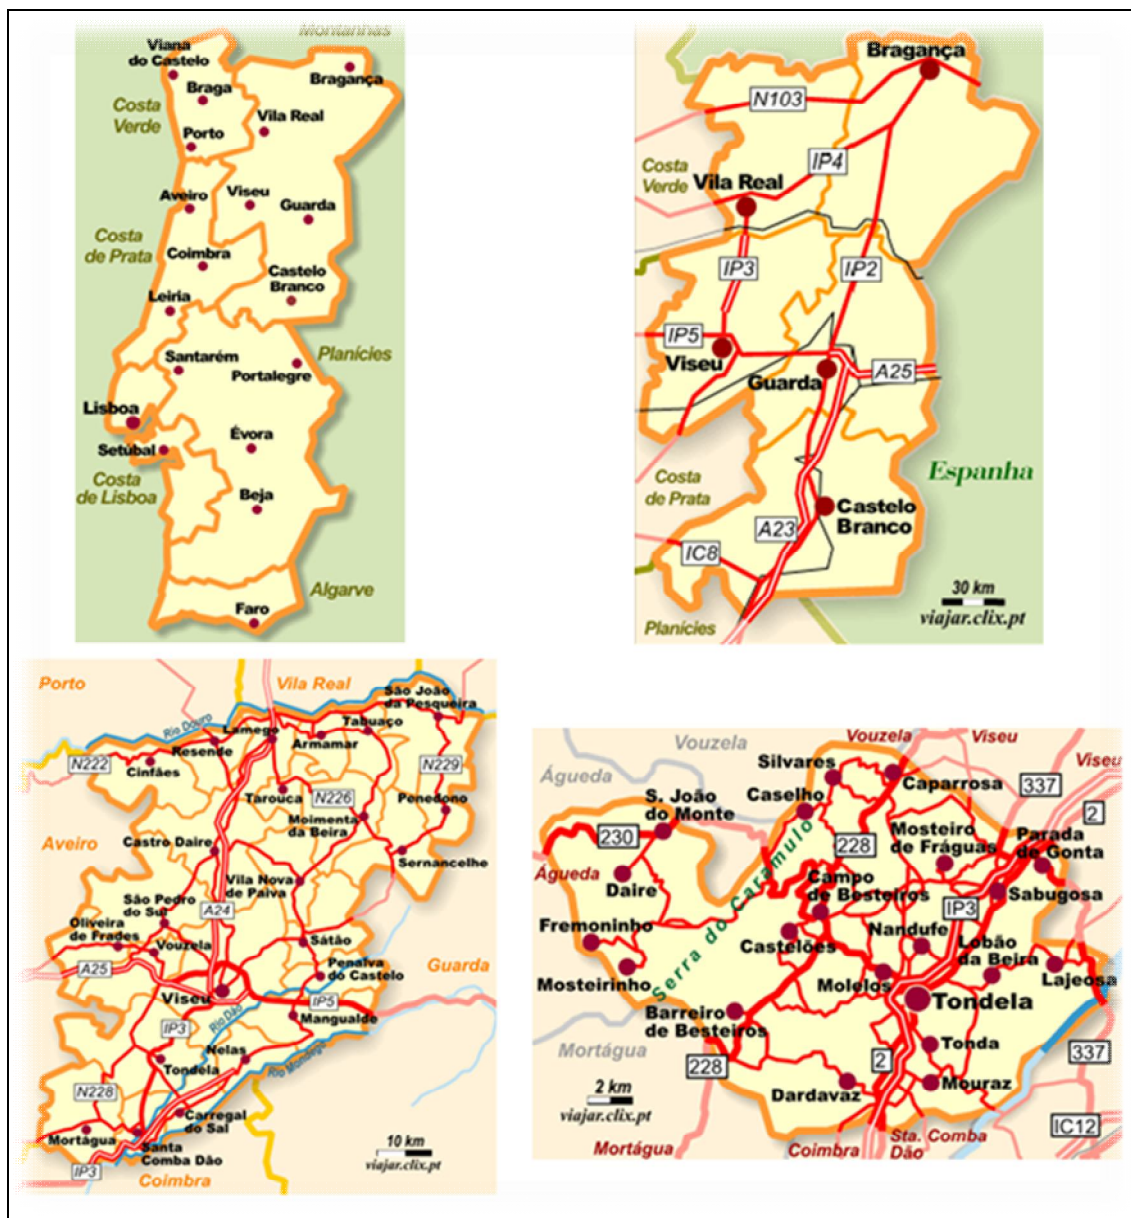 Montanhas
Viana
do Castelo
Bragança
Braga
Costa
Verde
Vila Real
Porto
Aveiro
Viseu
Guarda
Costa
de Prata
Coimbra
Castelo
Branco
Leiria
Santarém
Planícies
Portalegre
Lisboa
Setúbal
Évora
Costa
de Lisboa
Beja
Algarve
Faro
Bragança
N103
IP4
Costa
Verde
Vila Real
IP3
IP2
IP5
Viseu
Guarda
A25
Espanha
Costa
de Prata
Castelo
Branco
A23
IC8
30 km
viajar.clix.pt
Planícies
Porto
Vila Real
São João
da Pesqueira
Rio Douro
Lamego
Tabuaço
Resende
Armamar
N222
Cinfães
N229
Tarouca
N226
Penedono
Moimenta
da Beira
Aveiro
Castro Daire
Sernancelhe
Vila Nova
de Paiva
São Pedro
do Sul
A24
Oliveira
de Frades
Vouzela
Sátão
A25
Penalva
do Castelo
Guarda
Viseu
IP5
Rio Dão
Mangualde
IP3
Nelas
Tondela
Rio Mondego
N228
Carregal
do Sal
Mortágua
Santa
Comba Dão
IP3
Coimbra
10 km
viajar.clix.pt
Vouzela
Vouzela
Viseu
Viseu
Águeda
Silvares
Caparrosa
337
2
S. João
do Monte
Caselho
230
228
Mosteiro
de Fráguas
Parada
de Gonta
Águeda
Daire
Campo
de Besteiros
Sabugosa
IP3
Fremoninho
Serra do Caramulo
Castelões
Nandufe
Lobão
da Beira
Mosteirinho
Molelos
Lajeosa
Tondela
Barreiro
de Besteiros
Mortágua
228
2
Tonda
337
2 km
viajar.clix.pt
Dardavaz
Mouraz
IC12
Mortágua
Coimbra
Sta. Comba
Dão